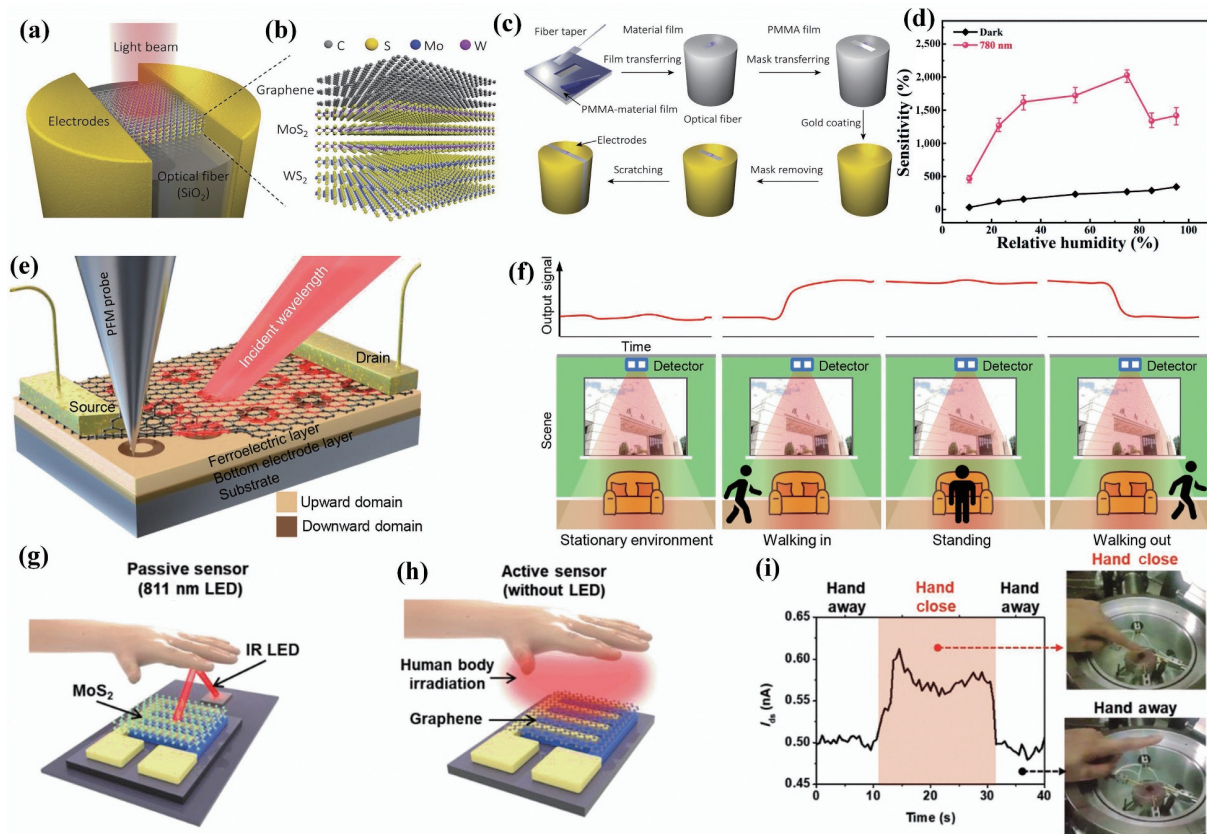 (a)
Light beam
Electrodes
Optical fiber
(SiO2)
(b)
C S Mo W
Graphene
MoS2
WS2
(c)
Fiber taper
Material film
PMMA film
Film transferring
Mask transferring
PMMA-material film
Optical fiber
Electrodes
Gold coating
Scratching
Mask removing
(d)
Dark
780 nm
Sensitivity (%)
2,500
2,000
1,500
1,000
500
0
0 20 40 60 80 100
Relative humidity (%)
(e)
PFM probe
Incident wavelength
Drain
Source
Ferroelectric layer
Bottom electrode layer
Substrate
Upward domain
Downward domain
(f)
Output signal
Time
Scene
Detector
Detector
Detector
Detector
Stationary environment
Walking in
Standing
Walking out
(g)
Passive sensor
(811 nm LED)
IR LED
MoS2
(h)
Active sensor
(without LED)
Human body
irradiation
Graphene
(i)
Hand
away
Hand
close
Hand
away
Ids (nA)
0.65
0.60
0.55
0.50
0.45
0 10 20 30 40
Time (s)
Hand close
Hand away